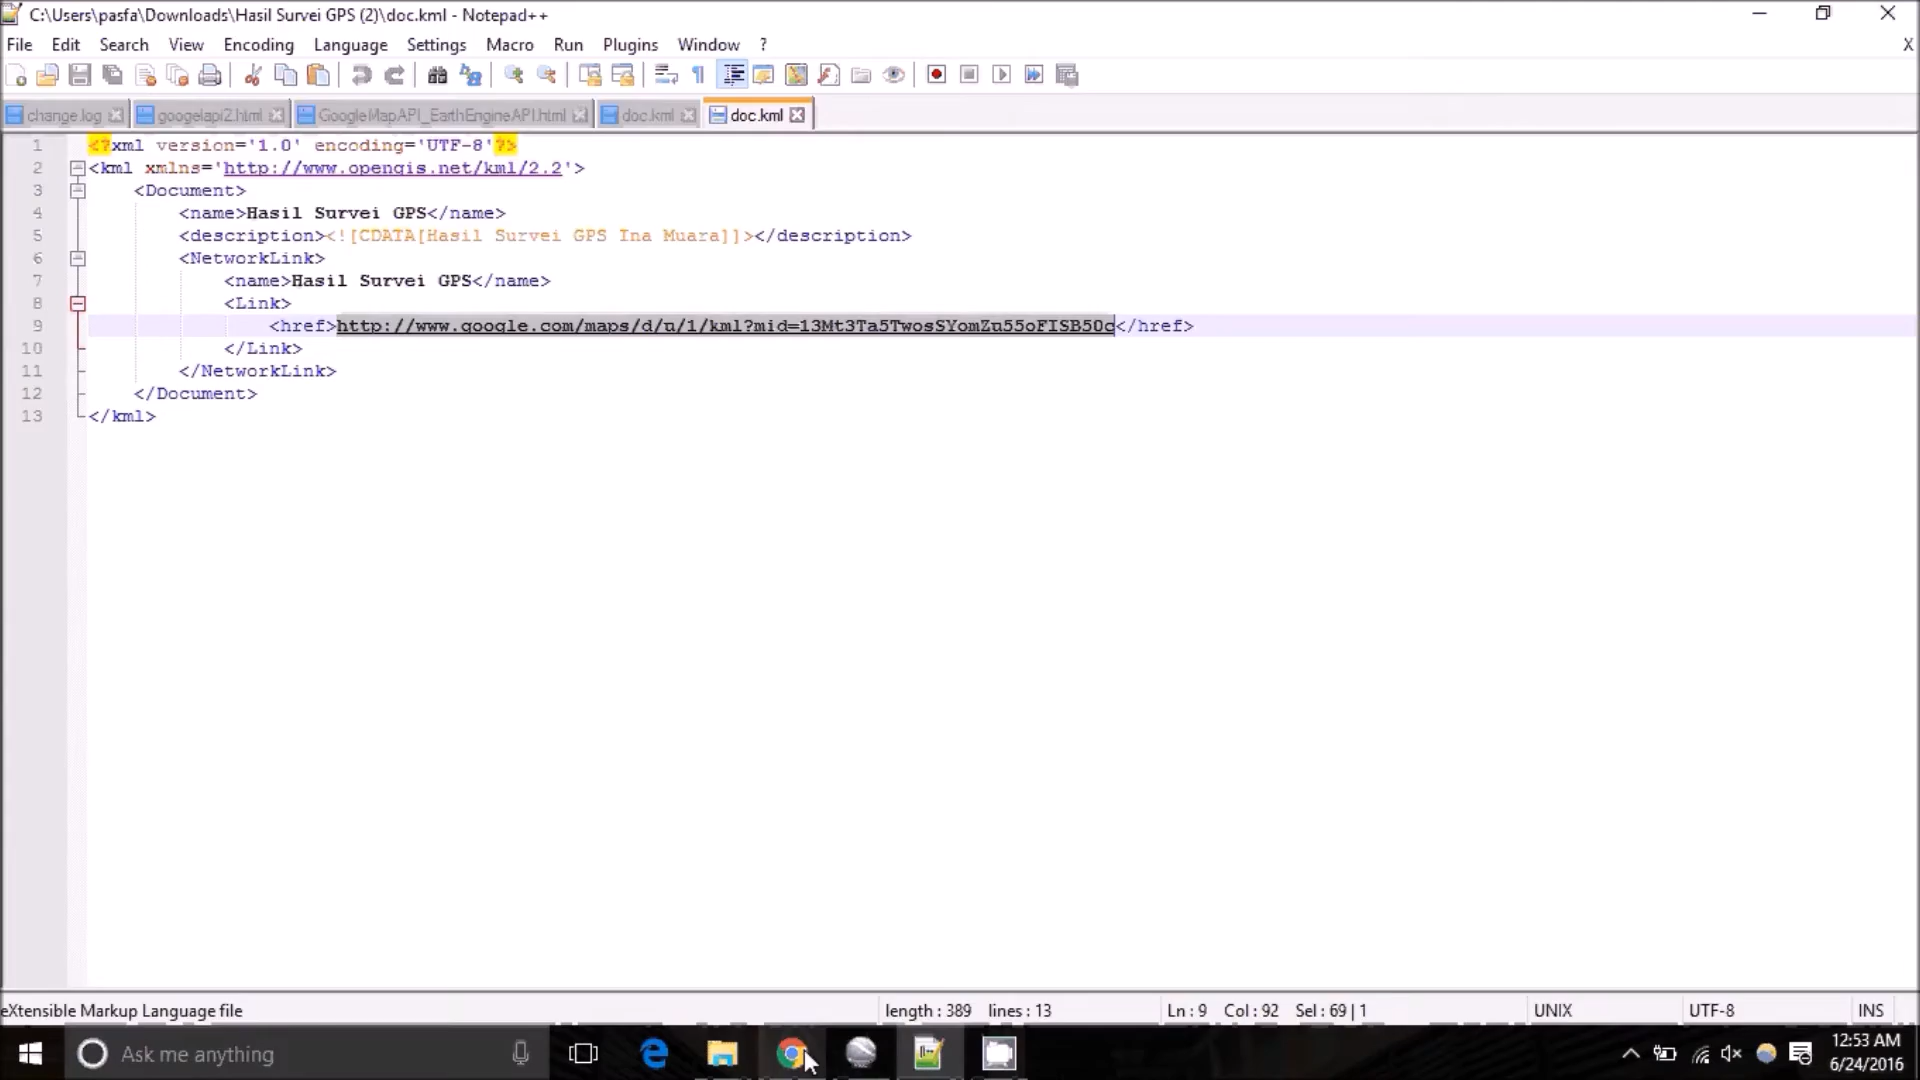 C:\Users\pasfa\Downloads\Hasil Survei GPS (2)\doc.kml - Notepad++
File Edit Search View Encoding Language Settings Macro Run Plugins Window ? X
change.log googelapi2.html GoogleMapAPI_EarthEngineAPI.html doc.kml doc.kml
1 <?xml version='1.0' encoding='UTF-8'?>
2 <kml xmlns='http://www.opengis.net/kml/2.2'>
3 <Document>
4 <name>Hasil Survei GPS</name>
5 <description><![CDATA[Hasil Survei GPS Ina Muara]]></description>
6 <NetworkLink>
7 <name>Hasil Survei GPS</name>
8 <Link>
9 <href>http://www.google.com/maps/d/u/1/kml?mid=13Mt3Ta5TwosSYomZu55oFISB50c</href>
10 </Link>
11 </NetworkLink>
12 </Document>
13 </kml>
eXtensible Markup Language file length : 389 lines : 13 Ln : 9 Col : 92 Sel : 69 | 1 UNIX UTF-8 INS
Ask me anything
12:53 AM
6/24/2016